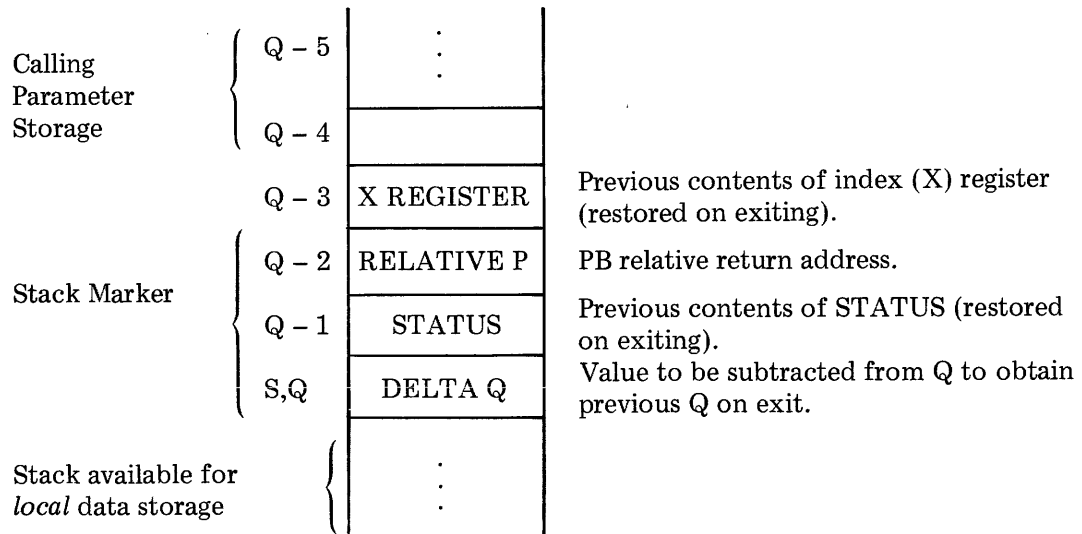 Calling
Parameter
Storage
Q – 5
Q – 4
Q – 3 X REGISTER Previous contents of index (X) register
(restored on exiting).
Stack Marker
Q – 2 RELATIVE P PB relative return address.
Q – 1 STATUS Previous contents of STATUS (restored
on exiting).
S,Q DELTA Q Value to be subtracted from Q to obtain
previous Q on exit.
Stack available for
local data storage